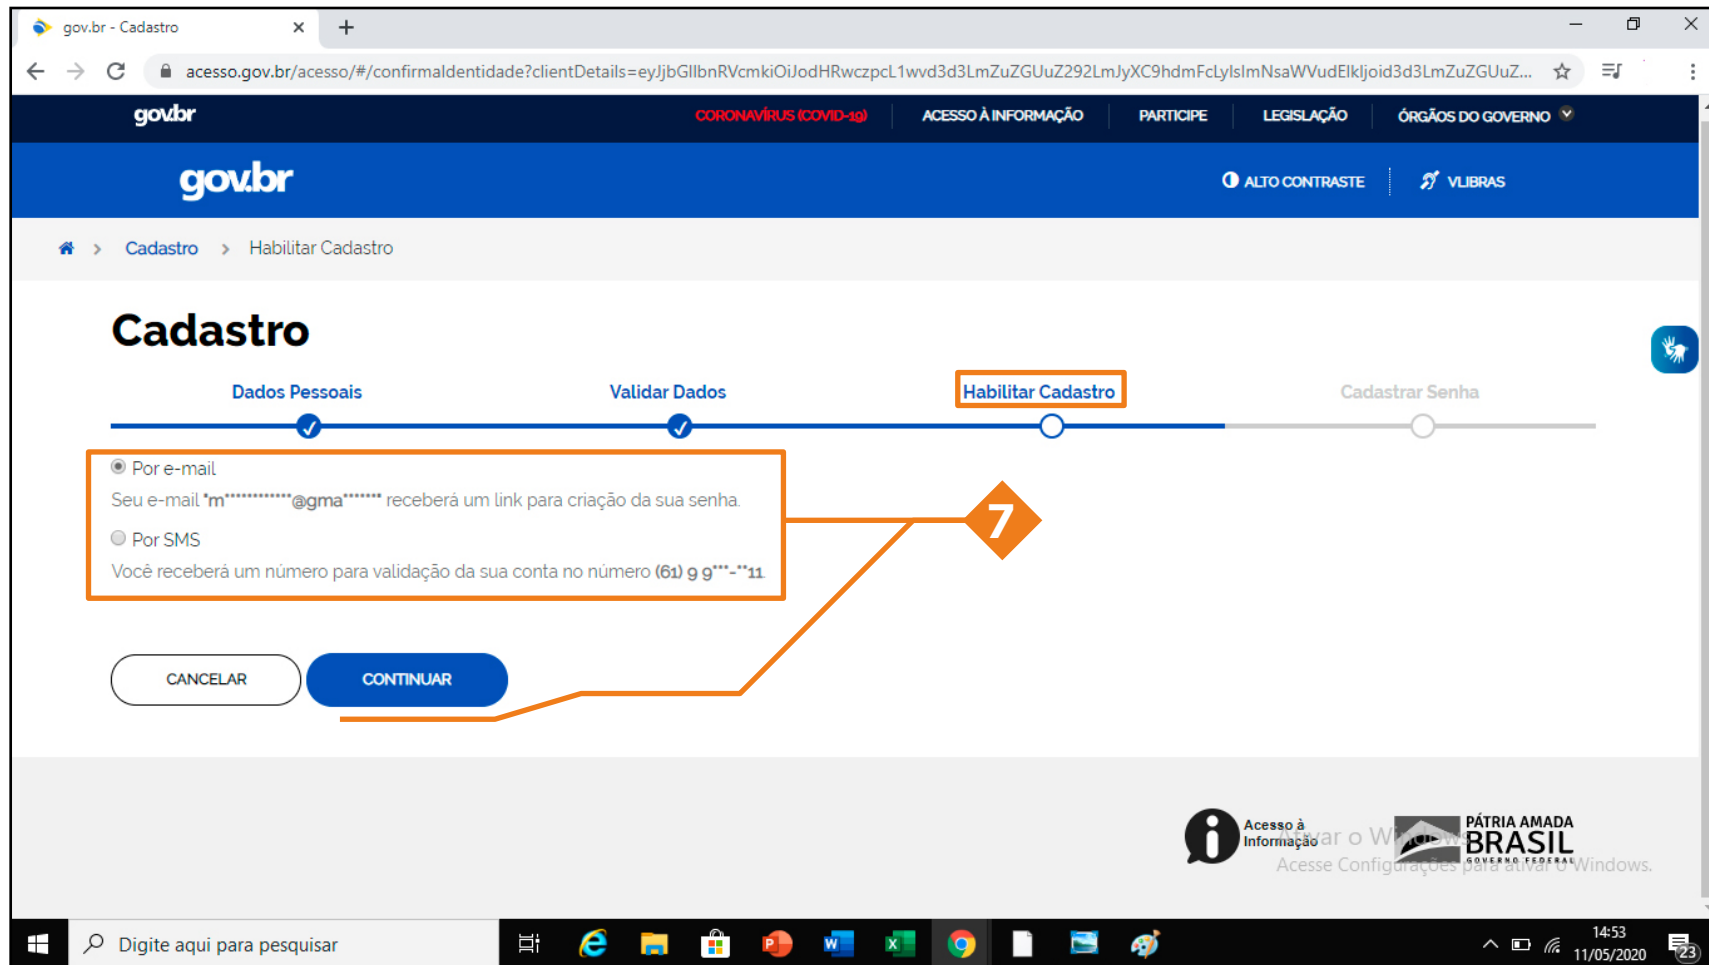 gov.br - Cadastro
acesso.gov.br/acesso/#/confirmaIdentidade?clientDetails=eyJjbGllbnRVcmkiOiJodHRwczpcL1wvd3d3LmZuZGUuZ292LmJyXC9hdmFcLyIsImNsaWVudElkIjoid3d3LmZuZGUuZ...
gov.br CORONAVÍRUS (COVID-19) ACESSO À INFORMAÇÃO PARTICIPE LEGISLAÇÃO ÓRGÃOS DO GOVERNO
gov.br ALTO CONTRASTE VLIBRAS
> Cadastro > Habilitar Cadastro
Cadastro
Dados Pessoais Validar Dados Habilitar Cadastro Cadastrar Senha
Por e-mail
Seu e-mail *m************@gma******* receberá um link para criação da sua senha.
Por SMS
Você receberá um número para validação da sua conta no número (61) 9 9***-**11.
7
CANCELAR CONTINUAR
Acesso à
Informação
PÁTRIA AMADA
BRASIL
GOVERNO FEDERAL
Ativar o Windows
Acesse Configurações para ativar o Windows.
Digite aqui para pesquisar
14:53
11/05/2020
23